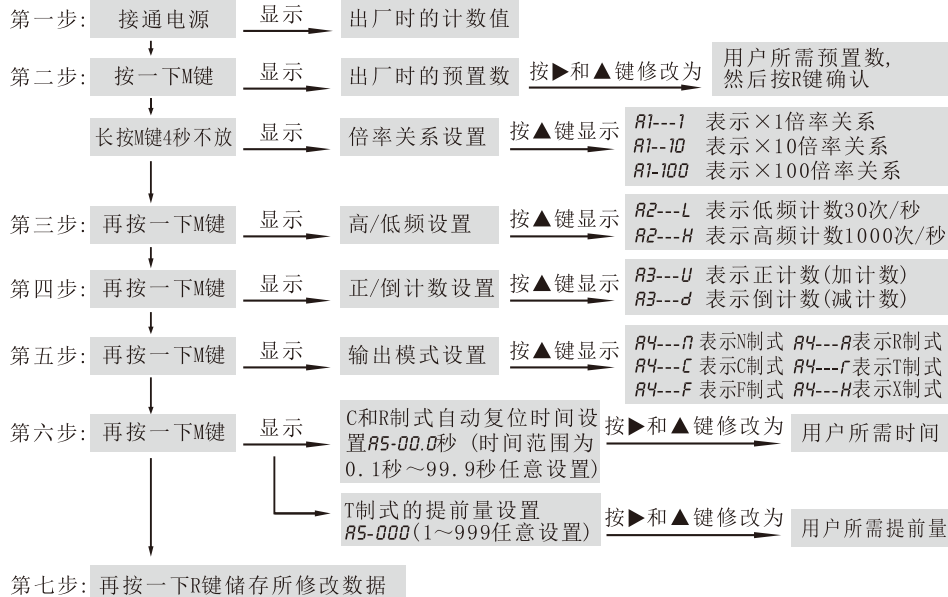 第一步: 接通电源 显示 出厂时的计数值
第二步: 按一下M键 显示 出厂时的预置数 按▶和▲键修改为 用户所需预置数,
然后按R键确认
长按M键4秒不放 显示 倍率关系设置 按▲键显示 A1---1 表示×1倍率关系
A1--10 表示×10倍率关系
A1-100 表示×100倍率关系
第三步: 再按一下M键 显示 高/低频设置 按▲键显示 A2---L 表示低频计数30次/秒
A2---H 表示高频计数1000次/秒
第四步: 再按一下M键 显示 正/倒计数设置 按▲键显示 A3---U 表示正计数(加计数)
A3---d 表示倒计数(减计数)
第五步: 再按一下M键 显示 输出模式设置 按▲键显示 A4---n 表示N制式 A4---A表示R制式
A4---C 表示C制式 A4---r表示T制式
A4---F 表示F制式 A4---H表示X制式
第六步: 再按一下M键 显示 C和R制式自动复位时间设
置A5-00.0秒 (时间范围为
0.1秒~99.9秒任意设置)
按▶和▲键修改为 用户所需时间
T制式的提前量设置
A5-000(1~999任意设置)
按▶和▲键修改为 用户所需提前量
第七步: 再按一下R键储存所修改数据